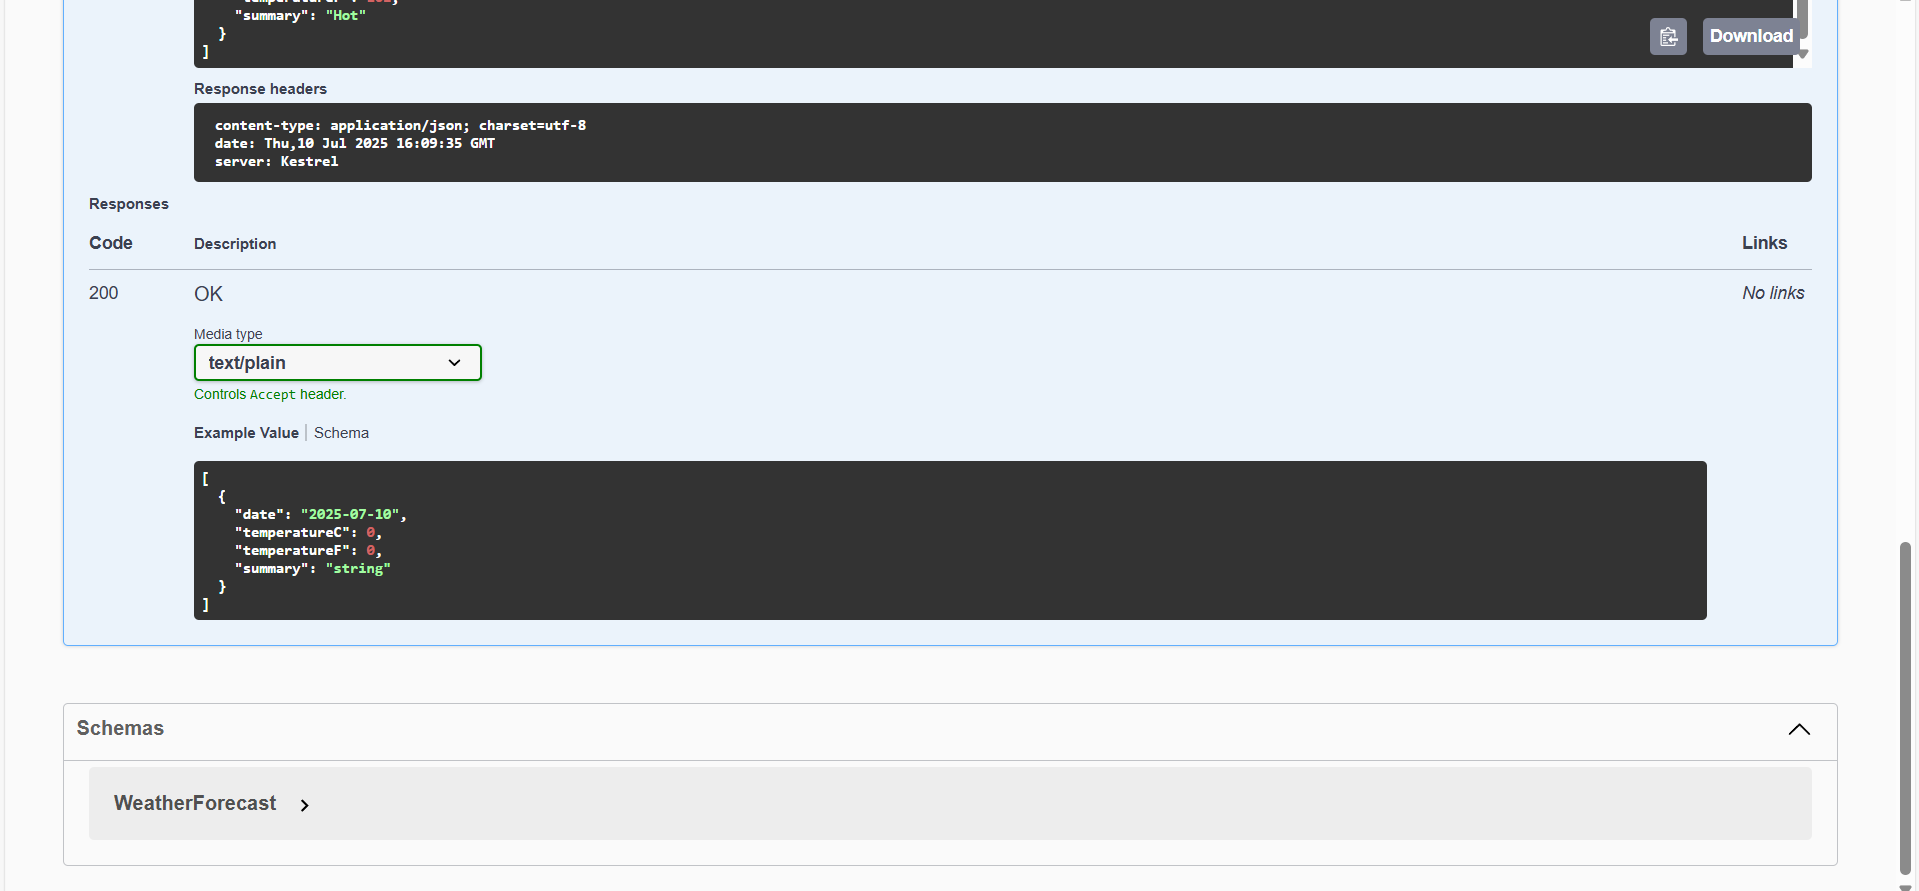 "summary": "Hot"
}
]
Download
Response headers
content-type: application/json; charset=utf-8
date: Thu,10 Jul 2025 16:09:35 GMT
server: Kestrel
Responses
Code Description Links
200 OK No links
Media type
text/plain
Controls Accept header.
Example Value Schema
[
{
"date": "2025-07-10",
"temperatureC": 0,
"temperatureF": 0,
"summary": "string"
}
]
Schemas
WeatherForecast